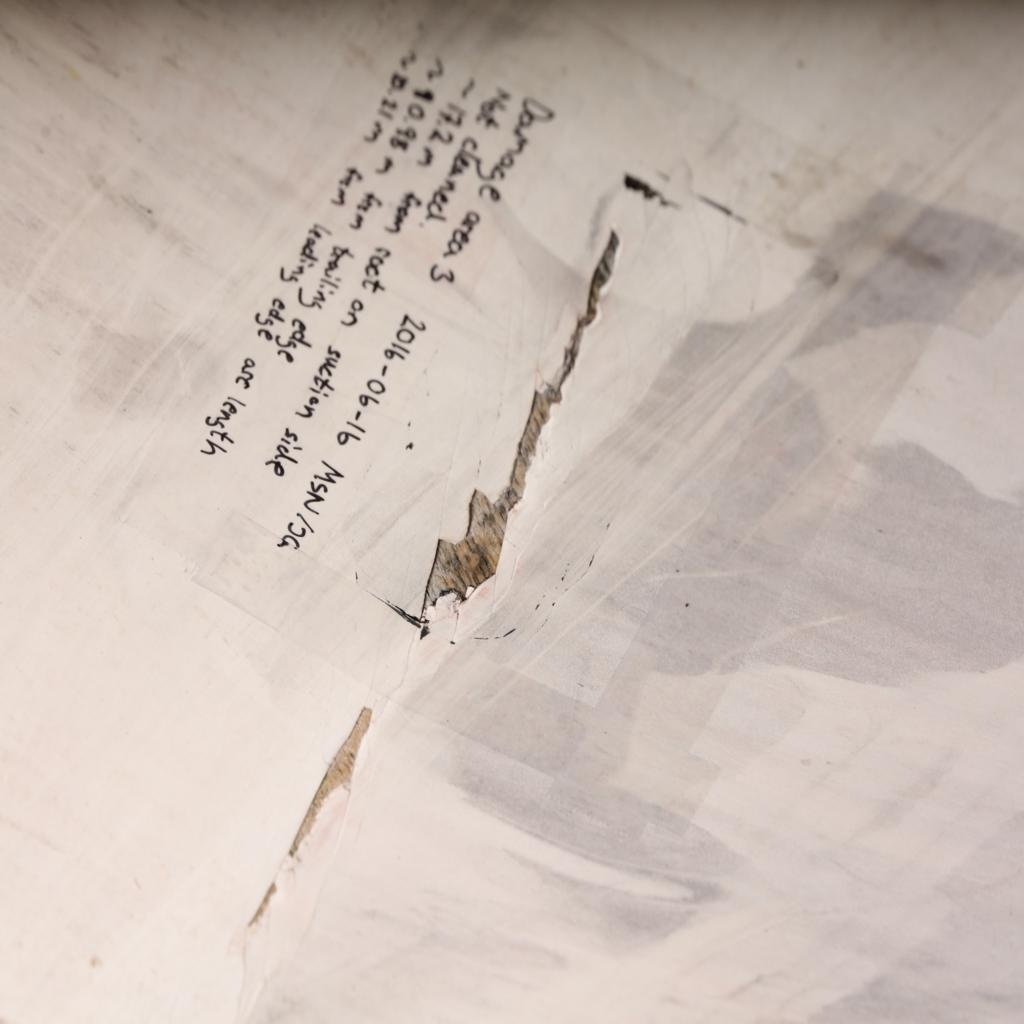 Damage area 3 2016-06-16 MSN/JG
Not cleaned.
~ 17.2 m from root on suction side
~ 0.98 m from trailing edge
~ 0.31 m from leading edge arc length